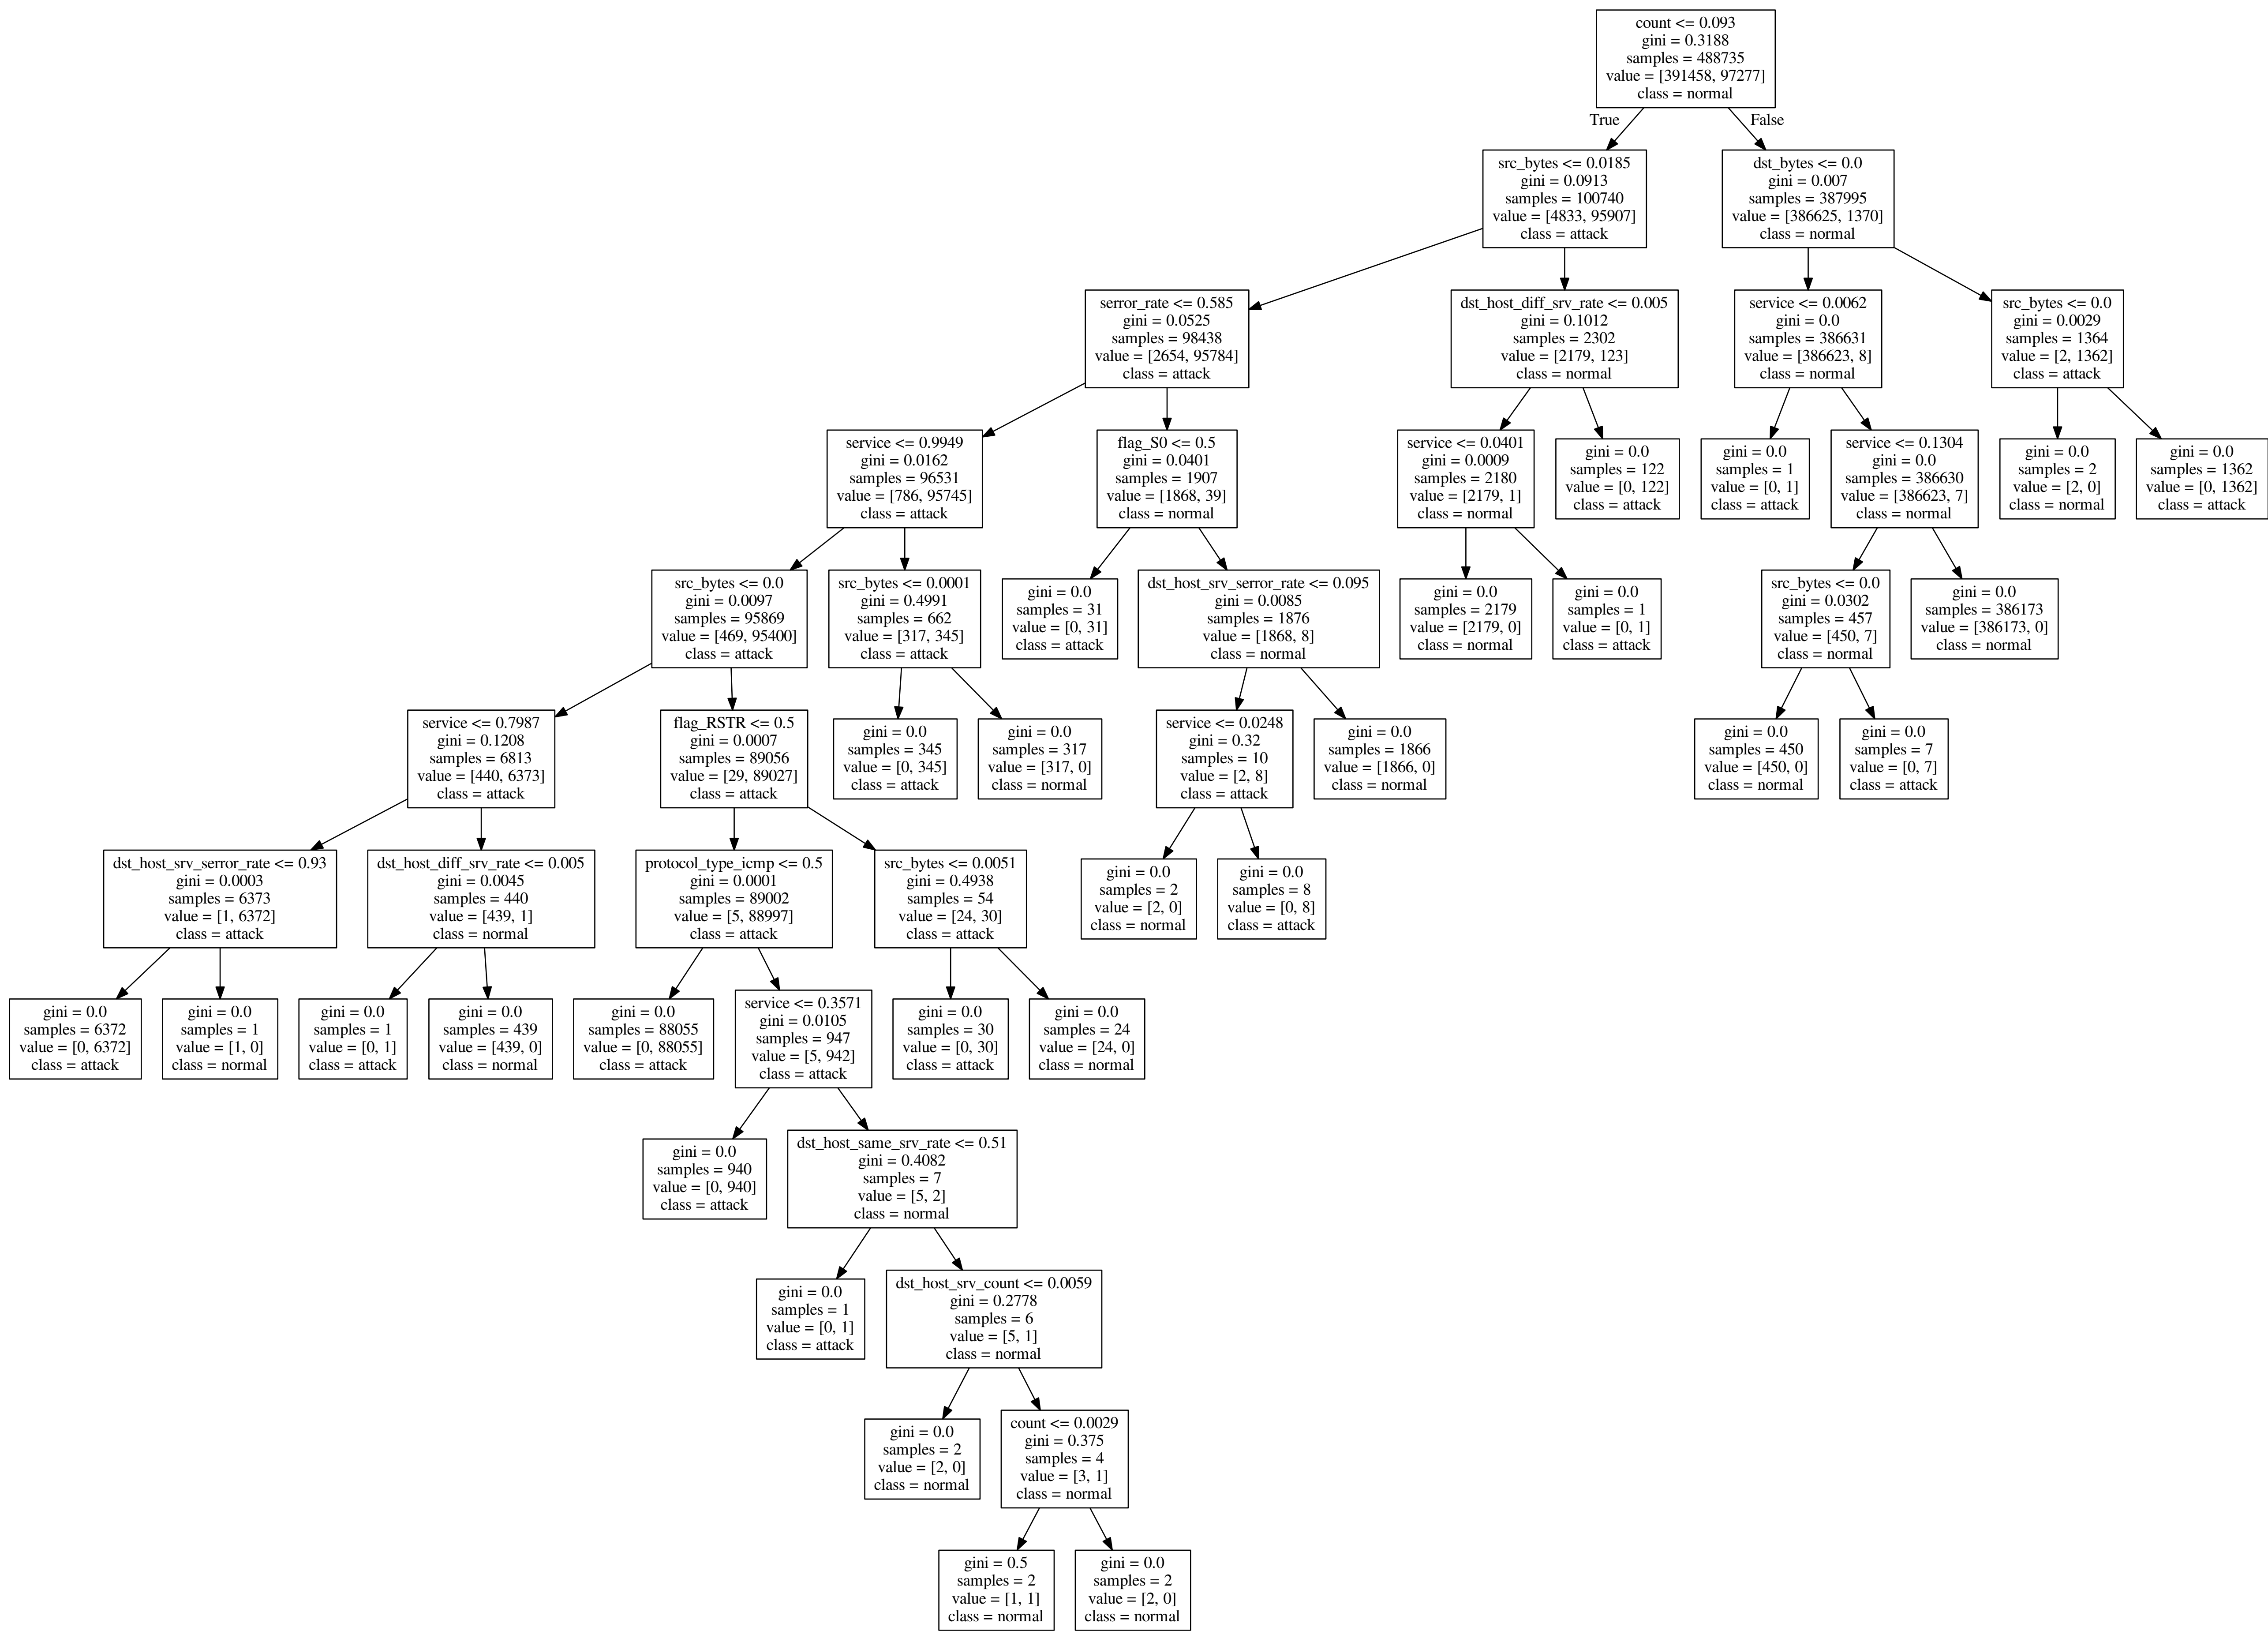 count <= 0.093
gini = 0.3188
samples = 488735
value = [391458, 97277]
class = normal
True
False
src_bytes <= 0.0185
gini = 0.0913
samples = 100740
value = [4833, 95907]
class = attack
dst_bytes <= 0.0
gini = 0.007
samples = 387995
value = [386625, 1370]
class = normal
serror_rate <= 0.585
gini = 0.0525
samples = 98438
value = [2654, 95784]
class = attack
dst_host_diff_srv_rate <= 0.005
gini = 0.1012
samples = 2302
value = [2179, 123]
class = normal
service <= 0.0062
gini = 0.0
samples = 386631
value = [386623, 8]
class = normal
src_bytes <= 0.0
gini = 0.0029
samples = 1364
value = [2, 1362]
class = attack
service <= 0.9949
gini = 0.0162
samples = 96531
value = [786, 95745]
class = attack
flag_S0 <= 0.5
gini = 0.0401
samples = 1907
value = [1868, 39]
class = normal
service <= 0.0401
gini = 0.0009
samples = 2180
value = [2179, 1]
class = normal
gini = 0.0
samples = 122
value = [0, 122]
class = attack
gini = 0.0
samples = 1
value = [0, 1]
class = attack
service <= 0.1304
gini = 0.0
samples = 386630
value = [386623, 7]
class = normal
gini = 0.0
samples = 2
value = [2, 0]
class = normal
gini = 0.0
samples = 1362
value = [0, 1362]
class = attack
src_bytes <= 0.0
gini = 0.0097
samples = 95869
value = [469, 95400]
class = attack
src_bytes <= 0.0001
gini = 0.4991
samples = 662
value = [317, 345]
class = attack
gini = 0.0
samples = 31
value = [0, 31]
class = attack
dst_host_srv_serror_rate <= 0.095
gini = 0.0085
samples = 1876
value = [1868, 8]
class = normal
gini = 0.0
samples = 2179
value = [2179, 0]
class = normal
gini = 0.0
samples = 1
value = [0, 1]
class = attack
src_bytes <= 0.0
gini = 0.0302
samples = 457
value = [450, 7]
class = normal
gini = 0.0
samples = 386173
value = [386173, 0]
class = normal
service <= 0.7987
gini = 0.1208
samples = 6813
value = [440, 6373]
class = attack
flag_RSTR <= 0.5
gini = 0.0007
samples = 89056
value = [29, 89027]
class = attack
gini = 0.0
samples = 345
value = [0, 345]
class = attack
gini = 0.0
samples = 317
value = [317, 0]
class = normal
service <= 0.0248
gini = 0.32
samples = 10
value = [2, 8]
class = attack
gini = 0.0
samples = 1866
value = [1866, 0]
class = normal
gini = 0.0
samples = 450
value = [450, 0]
class = normal
gini = 0.0
samples = 7
value = [0, 7]
class = attack
dst_host_srv_serror_rate <= 0.93
gini = 0.0003
samples = 6373
value = [1, 6372]
class = attack
dst_host_diff_srv_rate <= 0.005
gini = 0.0045
samples = 440
value = [439, 1]
class = normal
protocol_type_icmp <= 0.5
gini = 0.0001
samples = 89002
value = [5, 88997]
class = attack
src_bytes <= 0.0051
gini = 0.4938
samples = 54
value = [24, 30]
class = attack
gini = 0.0
samples = 2
value = [2, 0]
class = normal
gini = 0.0
samples = 8
value = [0, 8]
class = attack
gini = 0.0
samples = 6372
value = [0, 6372]
class = attack
gini = 0.0
samples = 1
value = [1, 0]
class = normal
gini = 0.0
samples = 1
value = [0, 1]
class = attack
gini = 0.0
samples = 439
value = [439, 0]
class = normal
gini = 0.0
samples = 88055
value = [0, 88055]
class = attack
service <= 0.3571
gini = 0.0105
samples = 947
value = [5, 942]
class = attack
gini = 0.0
samples = 30
value = [0, 30]
class = attack
gini = 0.0
samples = 24
value = [24, 0]
class = normal
gini = 0.0
samples = 940
value = [0, 940]
class = attack
dst_host_same_srv_rate <= 0.51
gini = 0.4082
samples = 7
value = [5, 2]
class = normal
gini = 0.0
samples = 1
value = [0, 1]
class = attack
dst_host_srv_count <= 0.0059
gini = 0.2778
samples = 6
value = [5, 1]
class = normal
gini = 0.0
samples = 2
value = [2, 0]
class = normal
count <= 0.0029
gini = 0.375
samples = 4
value = [3, 1]
class = normal
gini = 0.5
samples = 2
value = [1, 1]
class = normal
gini = 0.0
samples = 2
value = [2, 0]
class = normal